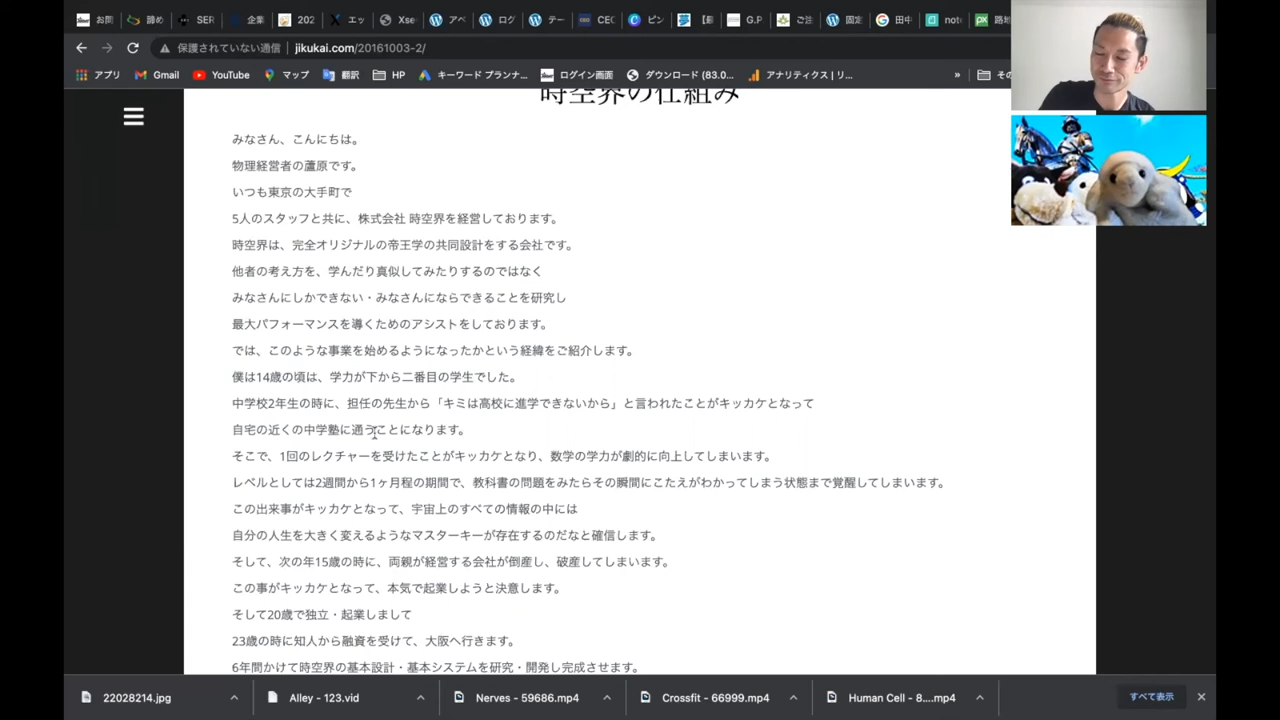 お問
諦め
SER
企業
202
エッ
Xse
アベ
ログ
テー
CEC
ピン
【最
G.P
ご注
固定
田中
note
路地
保護されていない通信 | jikukai.com/20161003-2/
アプリ
Gmail
YouTube
マップ
翻訳
HP
キーワード プランナ...
ログイン画面
ダウンロード (83.0...
アナリティクス | リ...
»
時空界の仕組み
みなさん、こんにちは。
物理経営者の蘆原です。
いつも東京の大手町で
5人のスタッフと共に、株式会社 時空界を経営しております。
時空界は、完全オリジナルの帝王学の共同設計をする会社です。
他者の考え方を、学んだり真似してみたりするのではなく
みなさんにしかできない・みなさんにならできることを研究し
最大パフォーマンスを導くためのアシストをしております。
では、このような事業を始めるようになったかという経緯をご紹介します。
僕は14歳の頃は、学力が下から二番目の学生でした。
中学校2年生の時に、担任の先生から「キミは高校に進学できないから」と言われたことがキッカケとなって
自宅の近くの中学塾に通うことになります。
そこで、1回のレクチャーを受けたことがキッカケとなり、数学の学力が劇的に向上してしまいます。
レベルとしては2週間から1ヶ月程の期間で、教科書の問題をみたらその瞬間にこたえがわかってしまう状態まで覚醒してしまいます。
この出来事がキッカケとなって、宇宙上のすべての情報の中には
自分の人生を大きく変えるようなマスターキーが存在するのだなと確信します。
そして、次の年15歳の時に、両親が経営する会社が倒産し、破産してしまいます。
この事がキッカケとなって、本気で起業しようと決意します。
そして20歳で独立・起業しまして
23歳の時に知人から融資を受けて、大阪へ行きます。
6年間かけて時空界の基本設計・基本システムを研究・開発し完成させます。
22028214.jpg
Alley - 123.vid
Nerves - 59686.mp4
Crossfit - 66999.mp4
Human Cell - 8....mp4
すべて表示